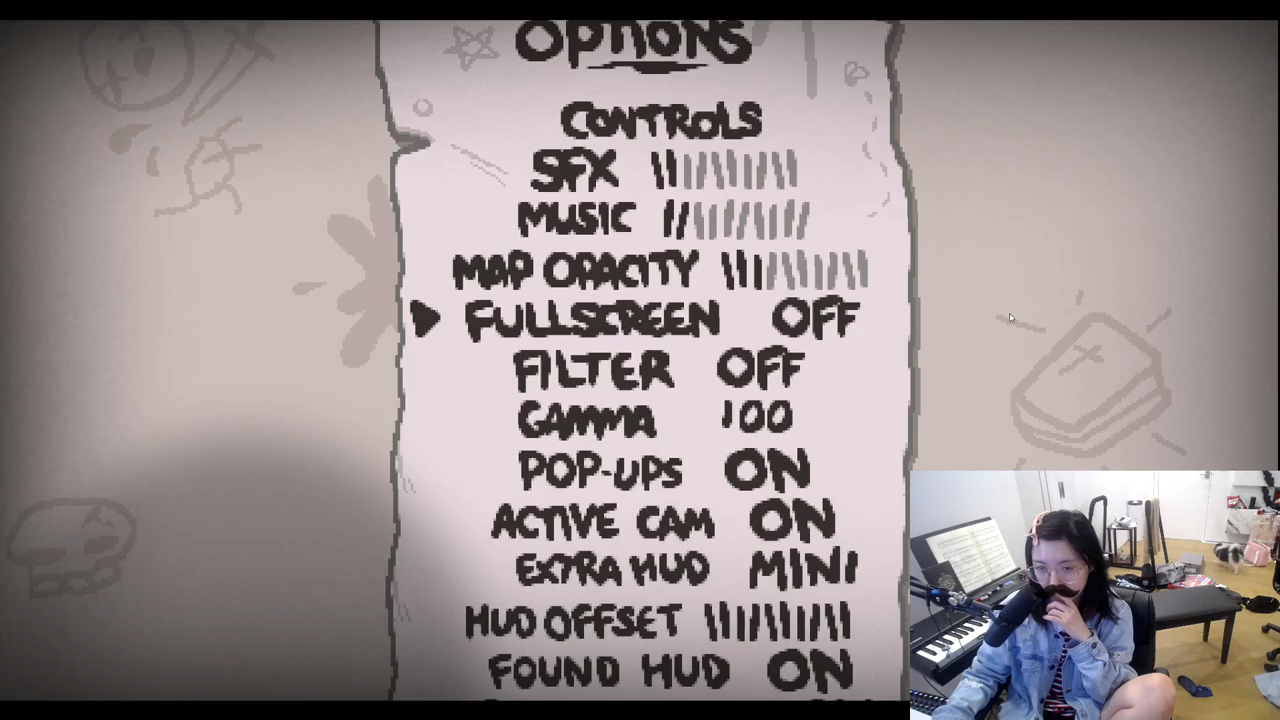 OPTIONS
CONTROLS
SFX
MUSIC
MAP OPACITY
FULLSCREEN OFF
FILTER OFF
GAMMA 100
POP-UPS ON
ACTIVE CAM ON
EXTRA HUD MINI
HUD OFFSET
FOUND HUD ON